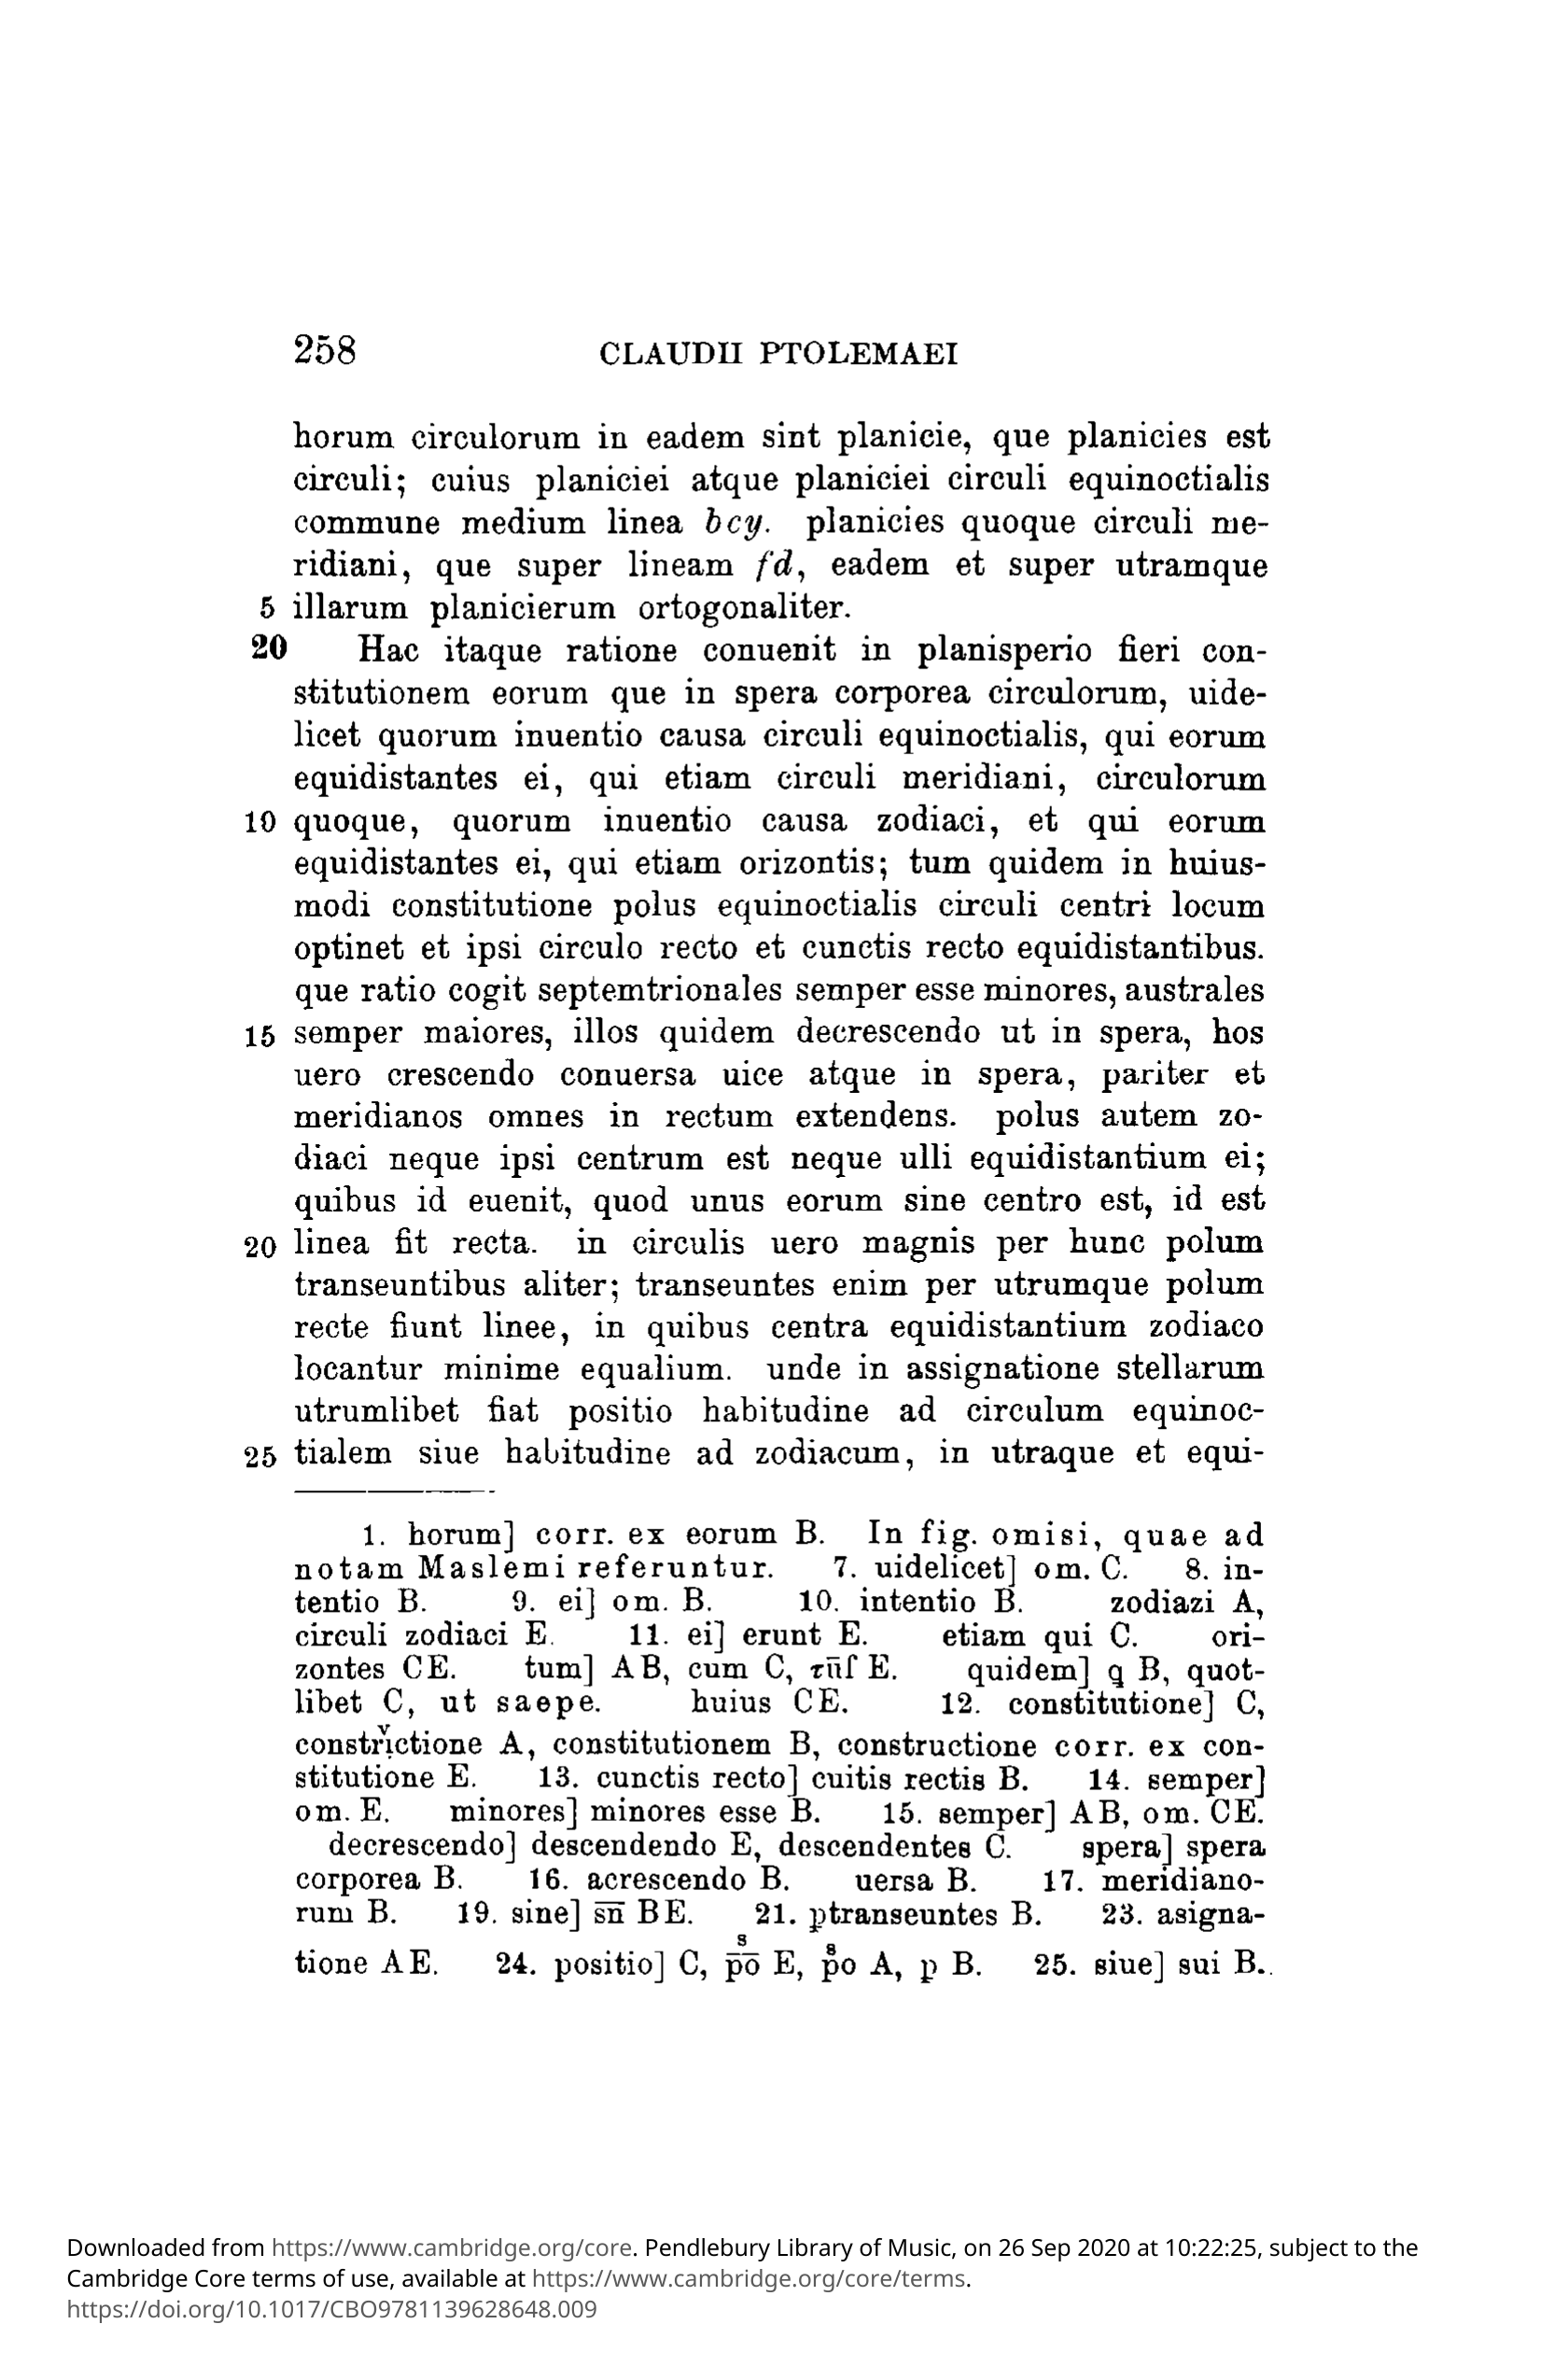 258 CLAUDII PTOLEMAEI
horum circulorum in eadem sint planicie, que planicies est
circuli; cuius planiciei atque planiciei circuli equinoctialis
commune medium linea bcy. planicies quoque circuli me-
ridiani, que super lineam fd, eadem et super utramque
5 illarum planicierum ortogonaliter.
20 Hac itaque ratione conuenit in planisperio fieri con-
stitutionem eorum que in spera corporea circulorum, uide-
licet quorum inuentio causa circuli equinoctialis, qui eorum
equidistantes ei, qui etiam circuli meridiani, circulorum
10 quoque, quorum inuentio causa zodiaci, et qui eorum
equidistantes ei, qui etiam orizontis; tum quidem in huius-
modi constitutione polus equinoctialis circuli centri locum
optinet et ipsi circulo recto et cunctis recto equidistantibus.
que ratio cogit septemtrionales semper esse minores, australes
15 semper maiores, illos quidem decrescendo ut in spera, hos
uero crescendo conuersa uice atque in spera, pariter et
meridianos omnes in rectum extendens. polus autem zo-
diaci neque ipsi centrum est neque ulli equidistantium ei;
quibus id euenit, quod unus eorum sine centro est, id est
20 linea fit recta. in circulis uero magnis per hunc polum
transeuntibus aliter; transeuntes enim per utrumque polum
recte fiunt linee, in quibus centra equidistantium zodiaco
locantur minime equalium. unde in assignatione stellarum
utrumlibet fiat positio habitudine ad circulum equinoc-
25 tialem siue habitudine ad zodiacum, in utraque et equi-
1. horum] corr. ex eorum B. In fig. omisi, quae ad
notam Maslemi referuntur. 7. uidelicet] om. C. 8. in-
tentio B. 9. ei] om. B. 10. intentio B. zodiazi A,
circuli zodiaci E. 11. ei] erunt E. etiam qui C. ori-
zontes CE. tum] AB, cum C, τūſ E. quidem] q B, quot-
libet C, ut saepe. huius CE. 12. constitutione] C,
constrictione A, constitutionem B, constructione corr. ex con-
stitutione E. 13. cunctis recto] cuitis rectis B. 14. semper]
om. E. minores] minores esse B. 15. semper] AB, om. CE.
decrescendo] descendendo E, descendentes C. spera] spera
corporea B. 16. acrescendo B. uersa B. 17. meridiano-
rum B. 19. sine] s̄n̄ BE. 21. ꝑtranseuntes B. 23. asigna-
tione AE. 24. positio] C, p̄ōˢ E, pˢo A, p B. 25. siue] sui B.
Downloaded from https://www.cambridge.org/core. Pendlebury Library of Music, on 26 Sep 2020 at 10:22:25, subject to the
Cambridge Core terms of use, available at https://www.cambridge.org/core/terms.
https://doi.org/10.1017/CBO9781139628648.009